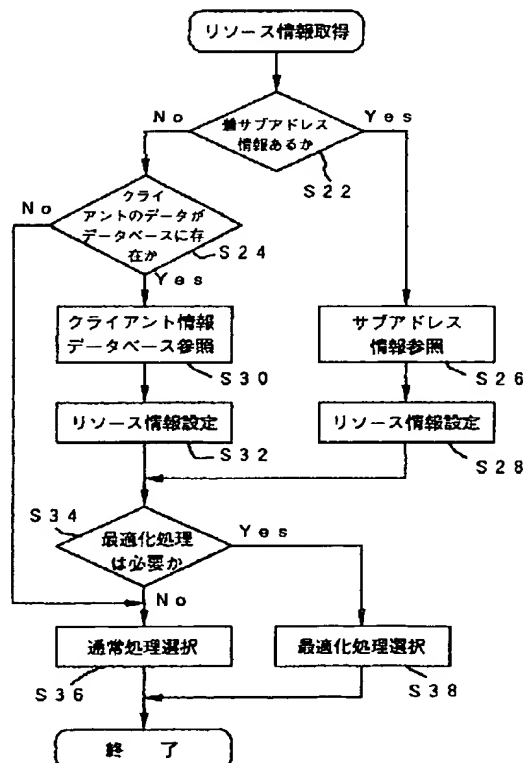 リソース情報取得
No
Yes
着サブアドレス
情報あるか
S22
No
クライ
アントのデータが
データベースに存
在か
S24
Yes
クライアント情報
データベース参照
S30
サブアドレス
情報参照
S26
リソース情報設定
S32
リソース情報設定
S28
S34
最適化処理
は必要か
Yes
No
通常処理選択
S36
最適化処理選択
S38
終 了